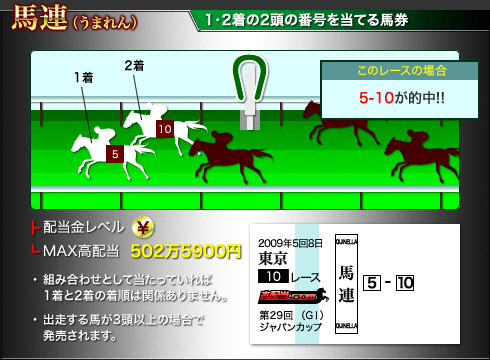 馬連（うまれん）
1・2着の2頭の番号を当てる馬券
このレースの場合
5-10が的中!!
2着
1着
10
5
配当金レベル ¥
MAX高配当 502万5900円
・組み合わせとして当たっていれば
1着と2着の着順は関係ありません。
・出走する馬が3頭以上の場合で
発売されます。
2009年5回8日
東京
10 レース
第29回 （GⅠ）
ジャパンカップ
QUINELLA
馬連
QUINELLA
5 - 10